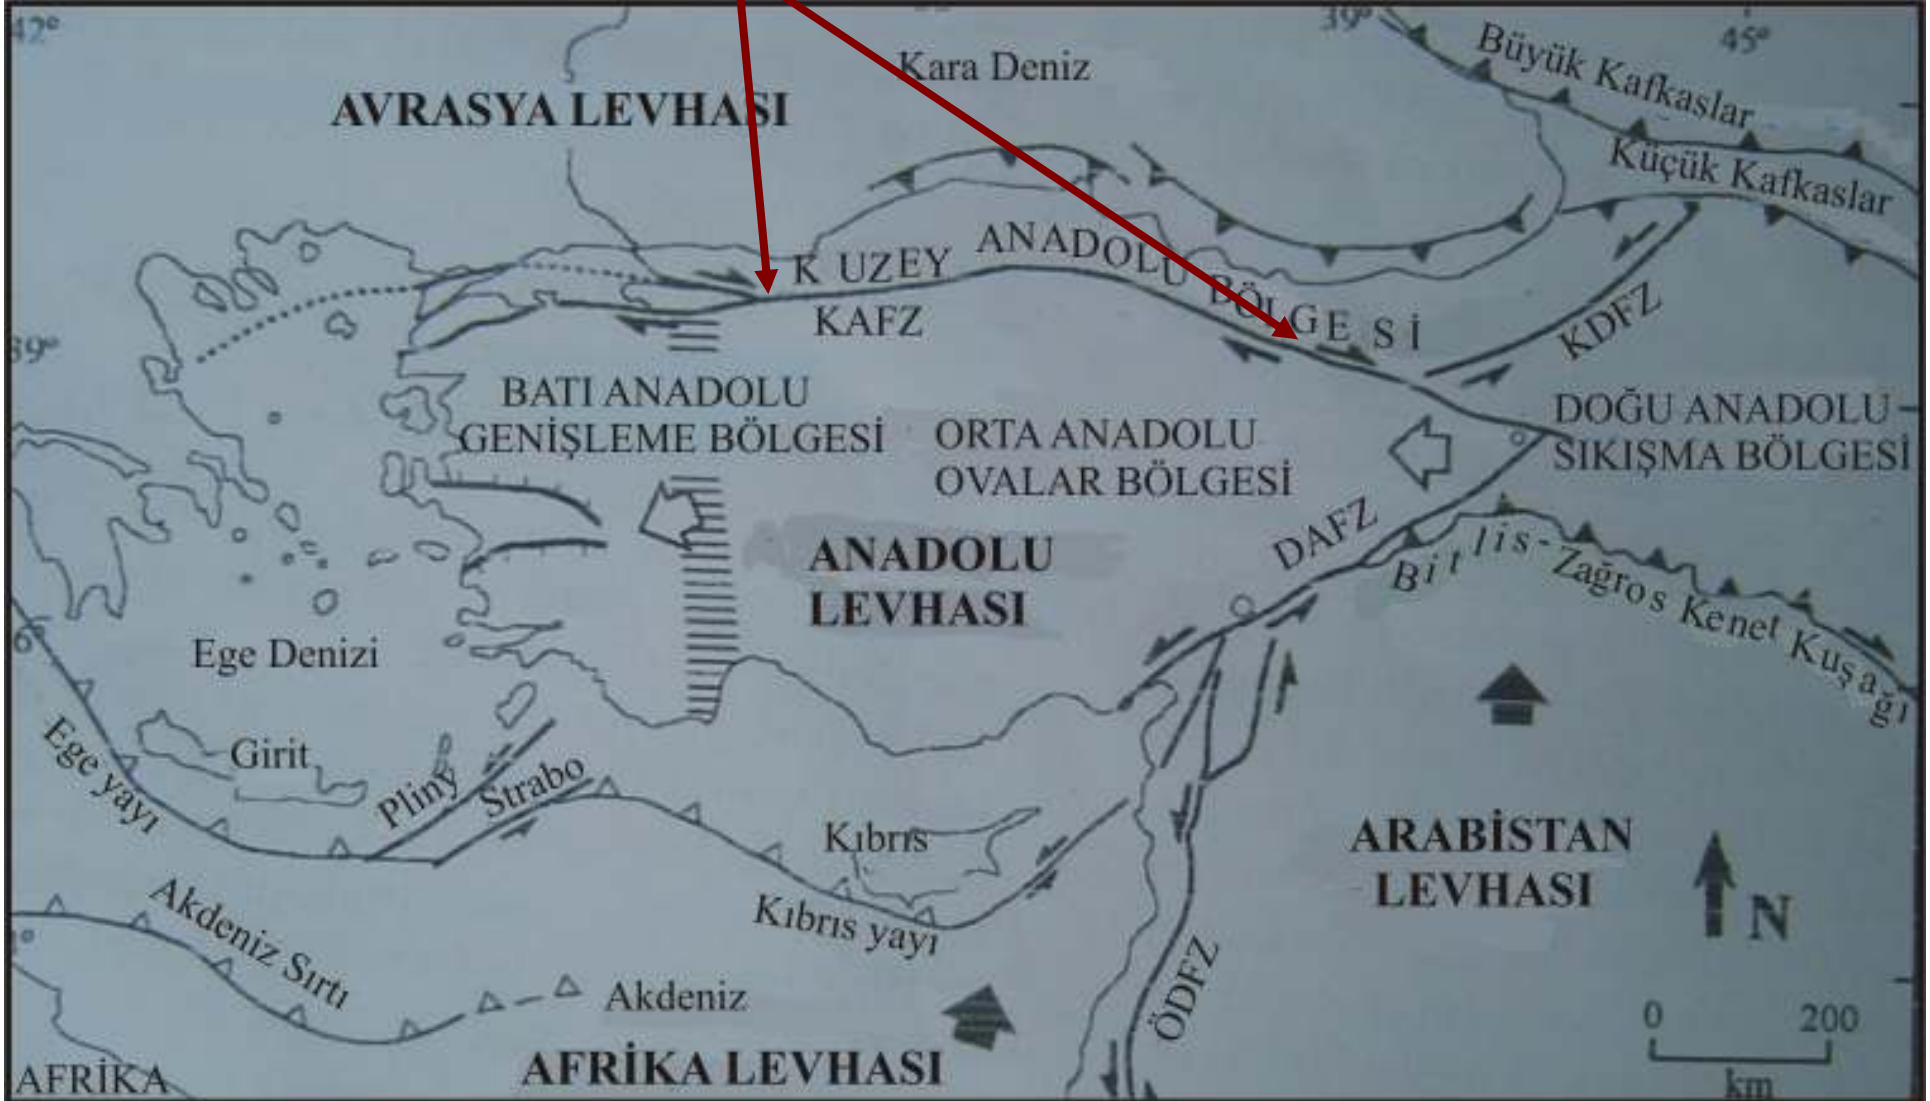 42°
39°
45°
Kara Deniz
Büyük Kafkaslar
AVRASYA LEVHASI
Küçük Kafkaslar
KUZEY ANADOLU BÖLGESİ
KAFZ
KDFZ
39°
BATI ANADOLU
GENİŞLEME BÖLGESİ
ORTA ANADOLU
OVALAR BÖLGESİ
DOĞU ANADOLU
SIKIŞMA BÖLGESİ
DAFZ
ANADOLU
LEVHASI
Bitlis-Zağros Kenet Kuşağı
Ege Denizi
Girit
Ege yayı
Pliny
Strabo
Kıbrıs
Kıbrıs yayı
ARABİSTAN
LEVHASI
N
Akdeniz Sırtı
Akdeniz
ÖDFZ
0 200
km
AFRİKA LEVHASI
AFRİKA